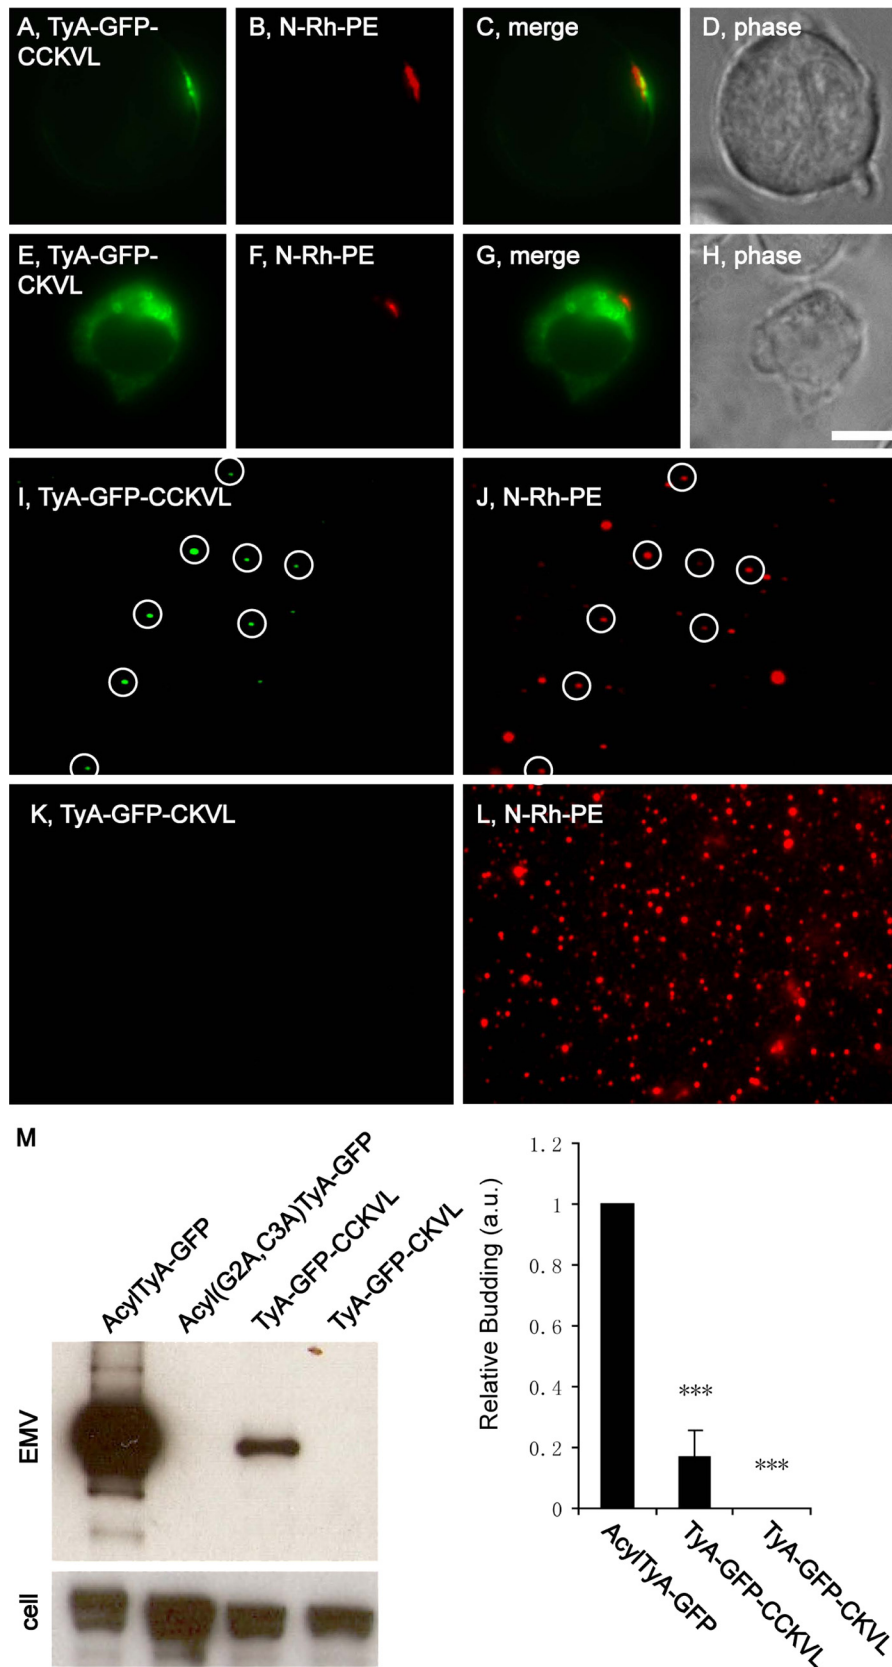 A, TyA-GFP-
CCKVL
B, N-Rh-PE
C, merge
D, phase
E, TyA-GFP-
CKVL
F, N-Rh-PE
G, merge
H, phase
I, TyA-GFP-CCKVL
J, N-Rh-PE
K, TyA-GFP-CKVL
L, N-Rh-PE
M
AcylTyA-GFP
Acyl(G2A,C3A)TyA-GFP
TyA-GFP-CCKVL
TyA-GFP-CKVL
EMV
cell
Relative Budding (a.u.)
1.2
1
0.8
0.6
0.4
0.2
0
***
***
AcylTyA-GFP
TyA-GFP-CCKVL
TyA-GFP-CKVL